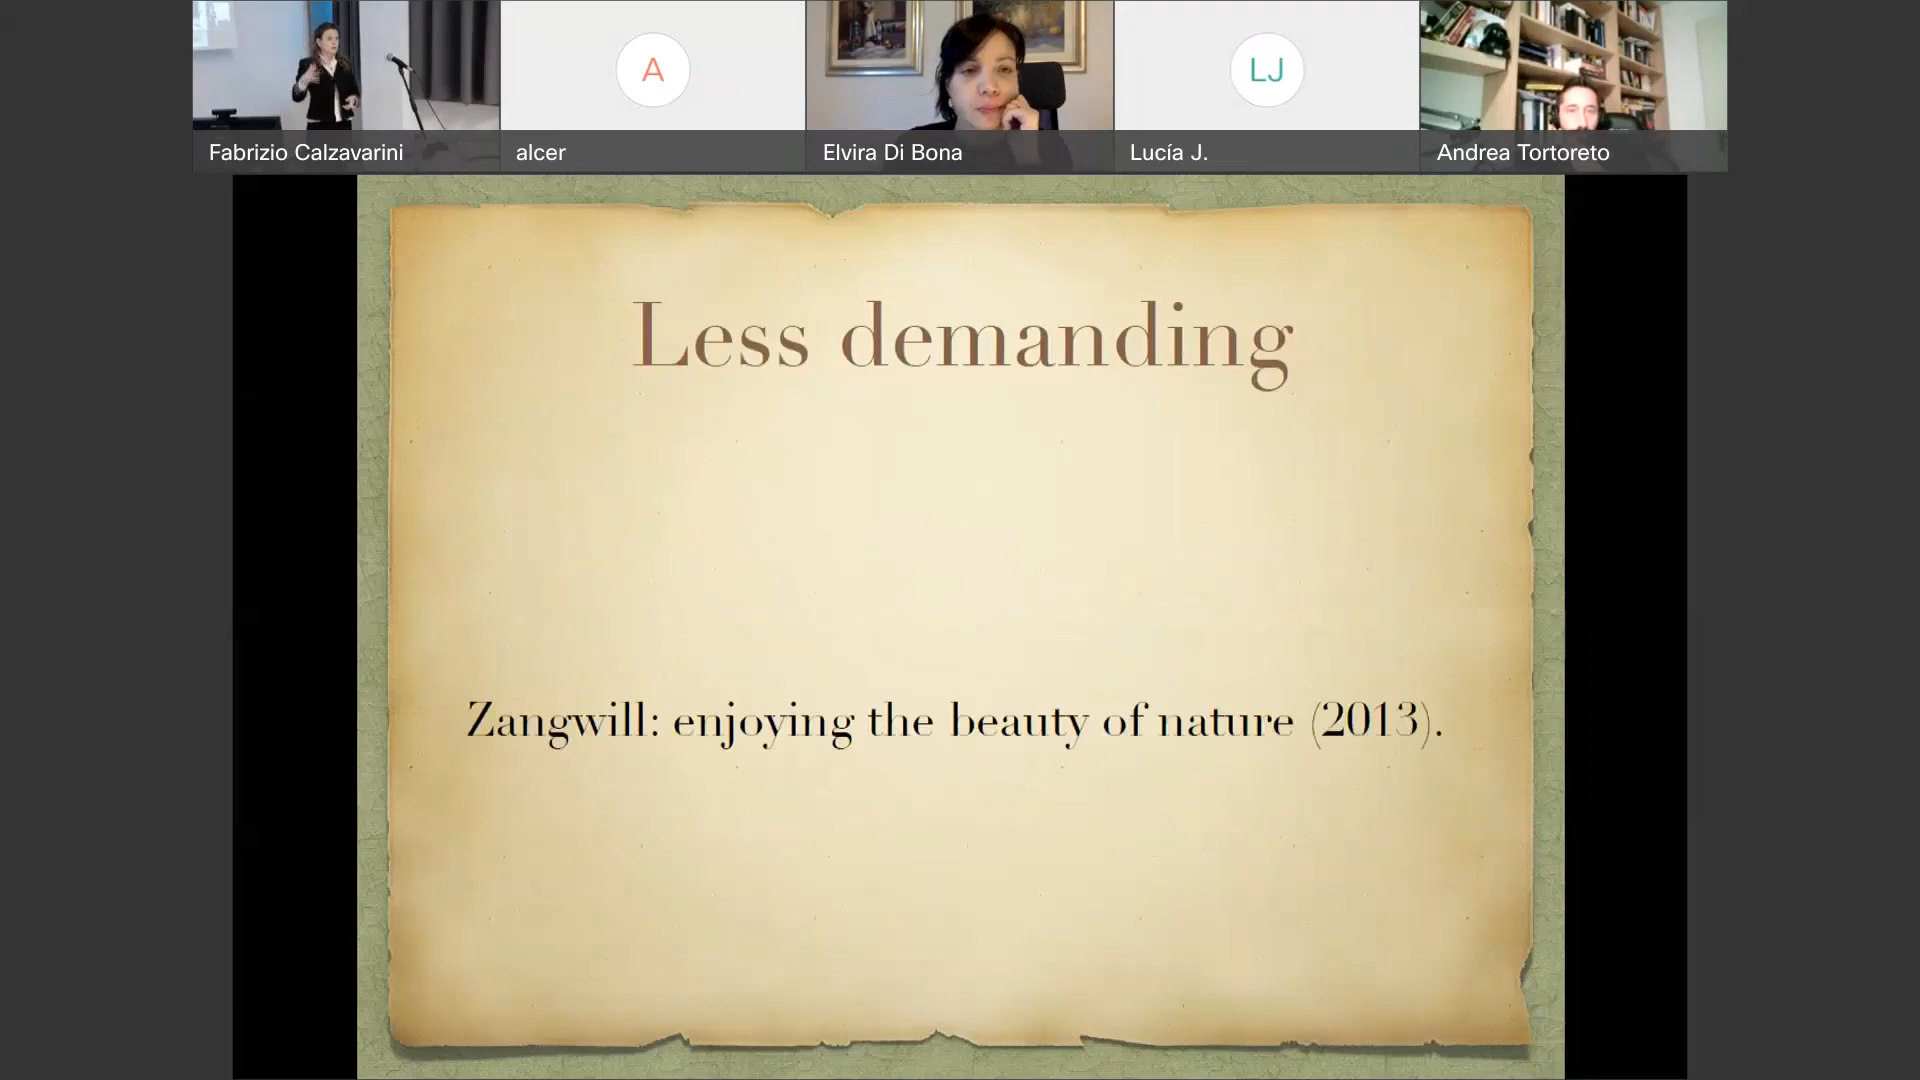 Fabrizio Calzavarini
A
alcer
Elvira Di Bona
LJ
Lucía J.
Andrea Tortoreto
Less demanding
Zangwill: enjoying the beauty of nature (2013).